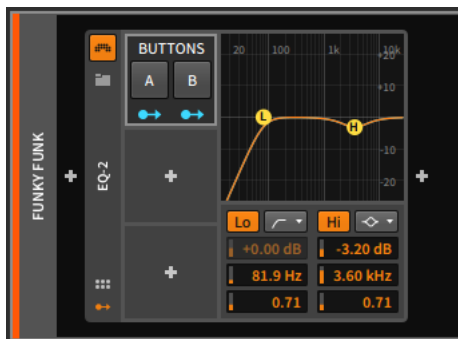 FUNKY FUNK
EQ-2
BUTTONS
A B
20 100 1k 10k
+20
+10
-10
-20
L
H
Lo Hi
+0.00 dB -3.20 dB
81.9 Hz 3.60 kHz
0.71 0.71